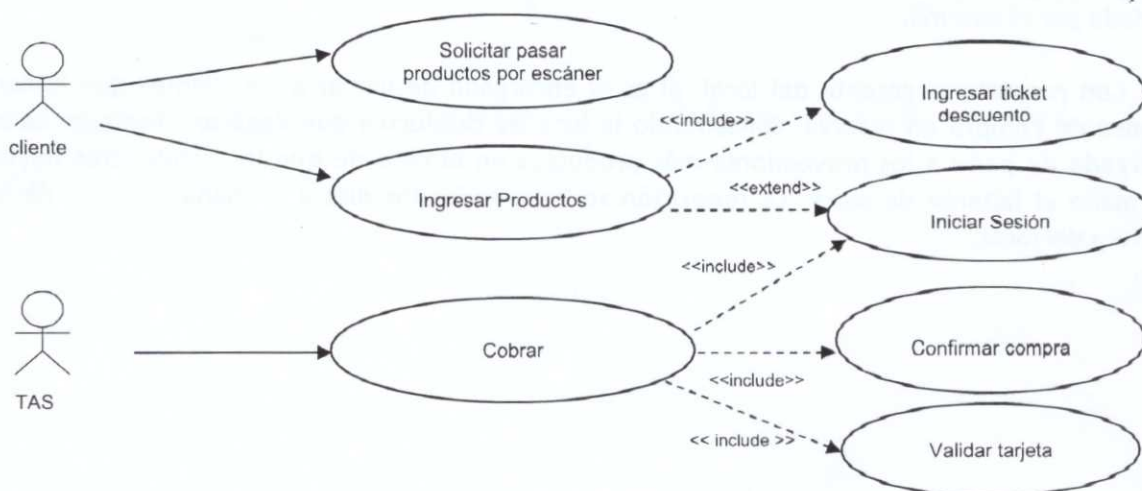 Solicitar pasar
productos por escáner
Ingresar ticket
descuento
<<include>>
cliente
<<extend>>
Ingresar Productos
Iniciar Sesión
<<include>>
Cobrar
Confirmar compra
<<include>>
TAS
<< include >>
Validar tarjeta